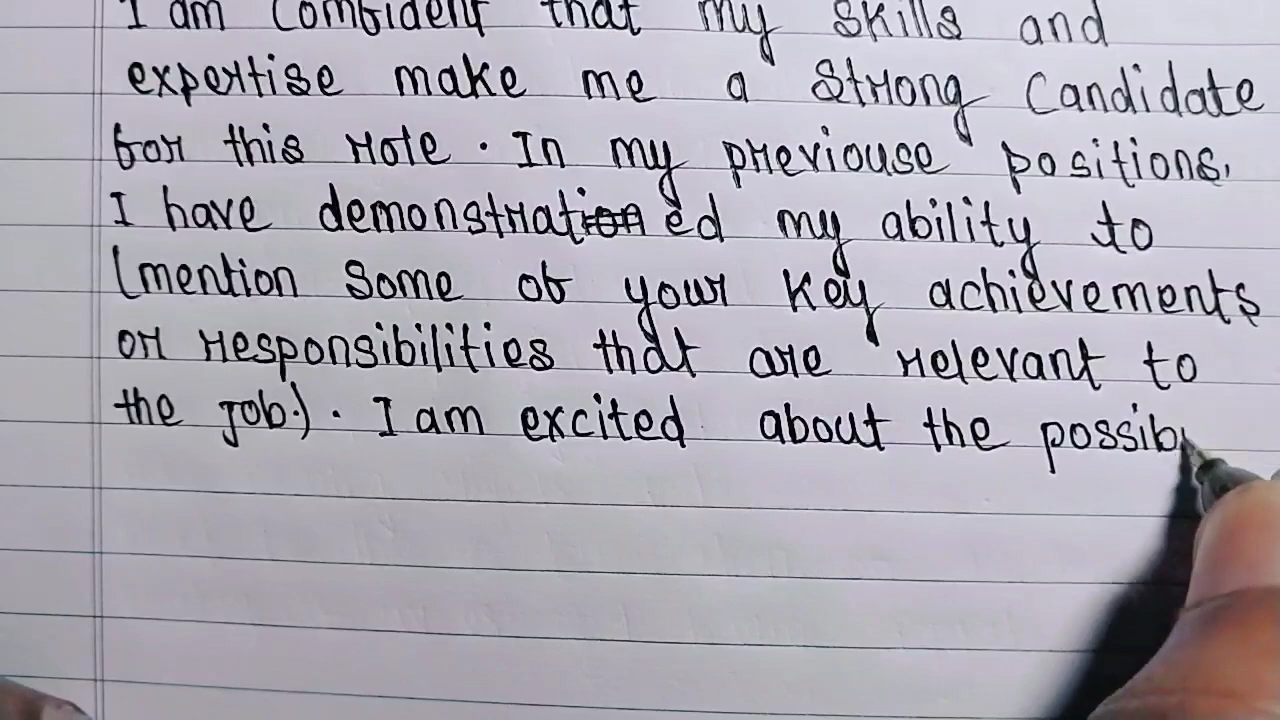 I am confident that my skills and
expertise make me a strong candidate
for this role. In my previouse positions,
I have demonstrated my ability to
(mention some of your key achievements
or responsibilities that are relevant to
the job.). I am excited about the possib